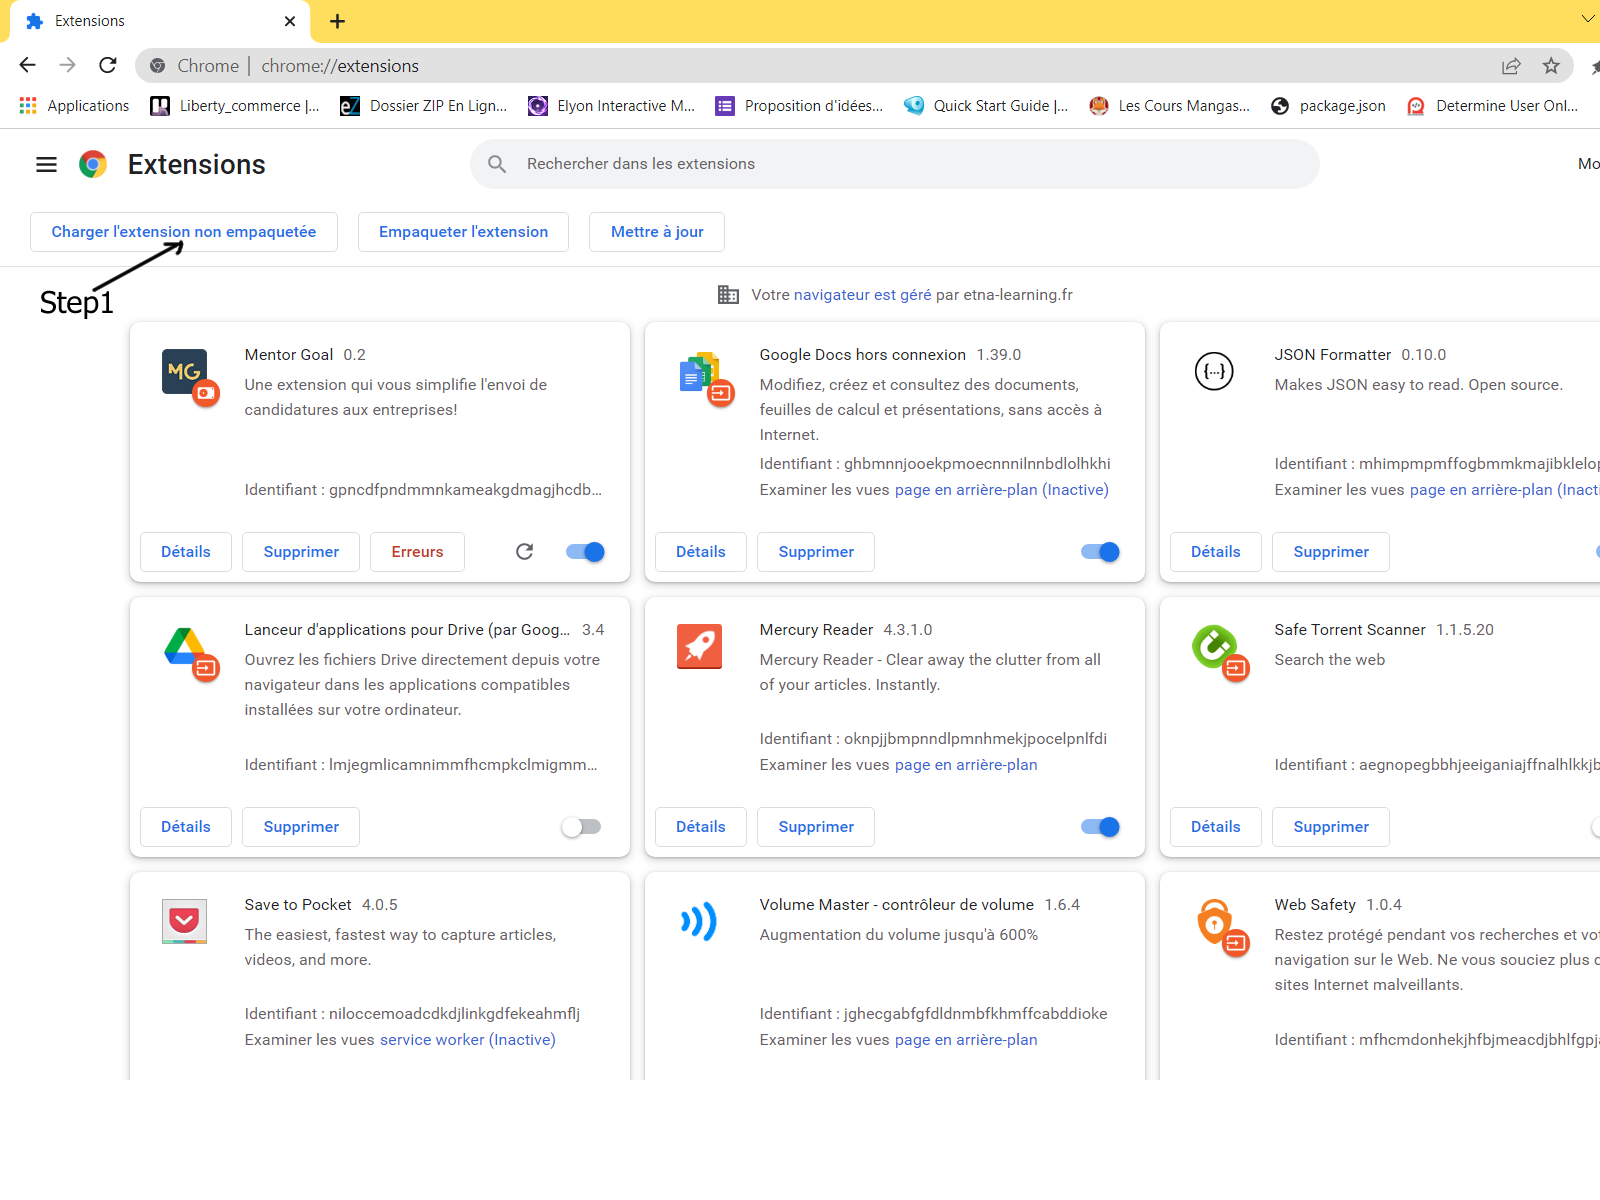 Extensions
Chrome | chrome://extensions
Applications Liberty_commerce |... Dossier ZIP En Lign... Elyon Interactive M... Proposition d'idées... Quick Start Guide |... Les Cours Mangas... package.json Determine User Onl...
Extensions Rechercher dans les extensions Mo
Charger l'extension non empaquetée Empaqueter l'extension Mettre à jour
Step1
Votre navigateur est géré par etna-learning.fr
MG
Mentor Goal 0.2
Une extension qui vous simplifie l'envoi de
candidatures aux entreprises!
Identifiant : gpncdfpndmmnkameakgdmagjhcdb...
Détails Supprimer Erreurs
Google Docs hors connexion 1.39.0
Modifiez, créez et consultez des documents,
feuilles de calcul et présentations, sans accès à
Internet.
Identifiant : ghbmnnjooekpmoecnnnilnnbdlolhkhi
Examiner les vues page en arrière-plan (Inactive)
Détails Supprimer
{...}
JSON Formatter 0.10.0
Makes JSON easy to read. Open source.
Identifiant : mhimpmpmffogbmmkmajibklelop
Examiner les vues page en arrière-plan (Inacti
Détails Supprimer
Lanceur d'applications pour Drive (par Goog... 3.4
Ouvrez les fichiers Drive directement depuis votre
navigateur dans les applications compatibles
installées sur votre ordinateur.
Identifiant : lmjegmlicamnimmfhcmpkclmigmm...
Détails Supprimer
Mercury Reader 4.3.1.0
Mercury Reader - Clear away the clutter from all
of your articles. Instantly.
Identifiant : oknpjjbmpnndlpmnhmekjpocelpnlfdi
Examiner les vues page en arrière-plan
Détails Supprimer
Safe Torrent Scanner 1.1.5.20
Search the web
Identifiant : aegnopegbbhjeeiganiajffnalhlkkjb
Détails Supprimer
Save to Pocket 4.0.5
The easiest, fastest way to capture articles,
videos, and more.
Identifiant : niloccemoadcdkdjlinkgdfekeahmflj
Examiner les vues service worker (Inactive)
Volume Master - contrôleur de volume 1.6.4
Augmentation du volume jusqu'à 600%
Identifiant : jghecgabfgfdldnmbfkhmffcabddioke
Examiner les vues page en arrière-plan
Web Safety 1.0.4
Restez protégé pendant vos recherches et vot
navigation sur le Web. Ne vous souciez plus d
sites Internet malveillants.
Identifiant : mfhcmdonhekjhfbjmeacdjbhlfgpja